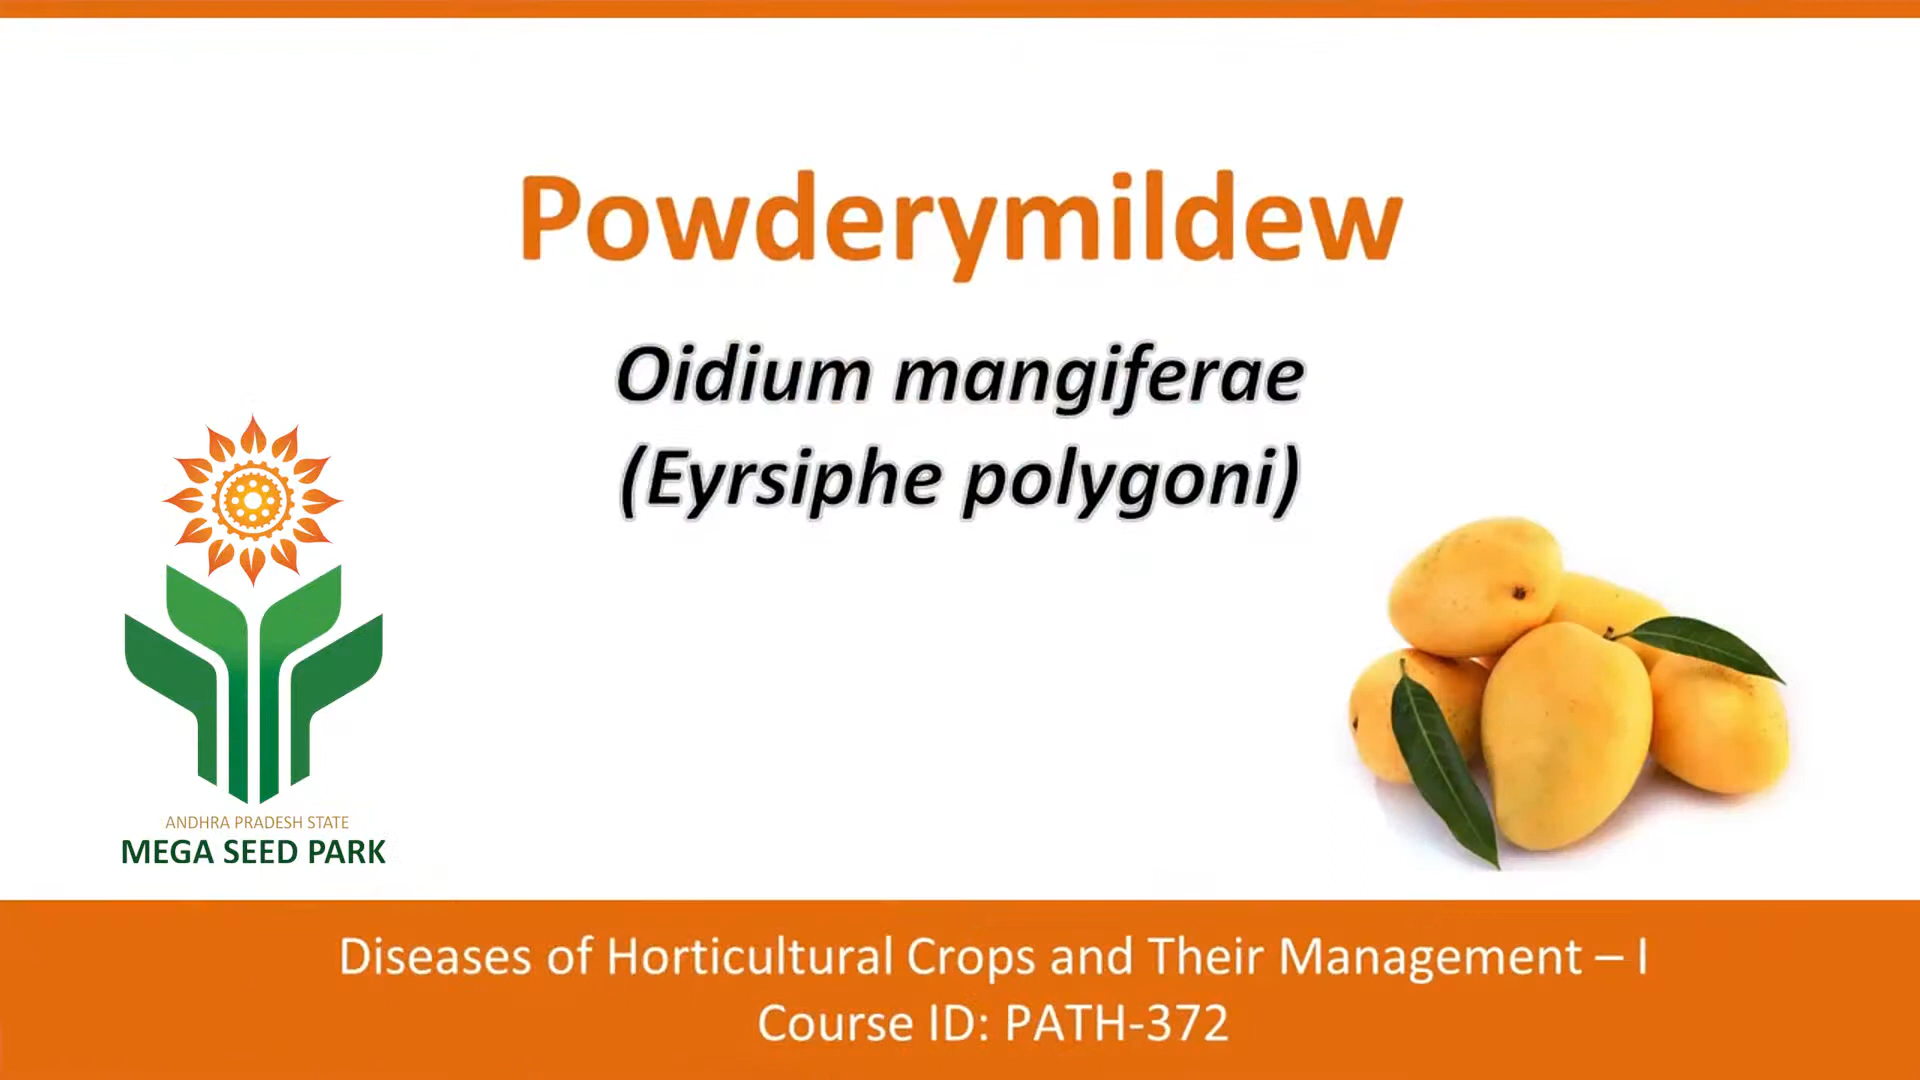 Powderymildew
Oidium mangiferae
(Eyrsiphe polygoni)
ANDHRA PRADESH STATE
MEGA SEED PARK
Diseases of Horticultural Crops and Their Management – I
Course ID: PATH-372